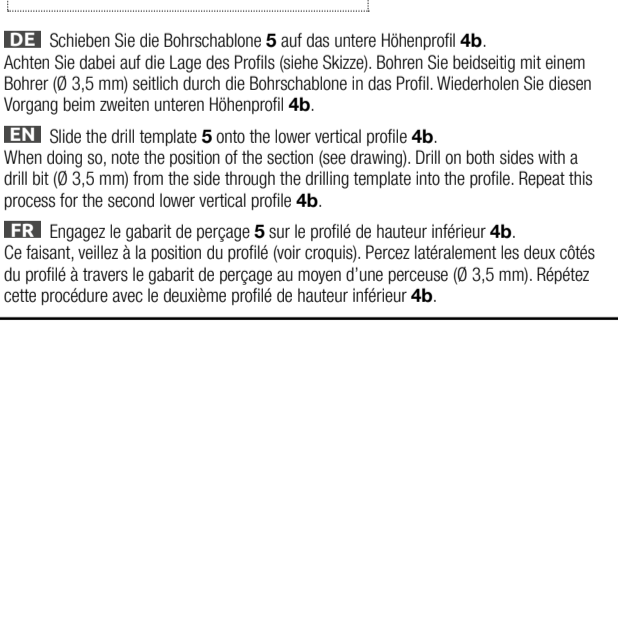 DE Schieben Sie die Bohrschablone 5 auf das untere Höhenprofil 4b.
Achten Sie dabei auf die Lage des Profils (siehe Skizze). Bohren Sie beidseitig mit einem
Bohrer (Ø 3,5 mm) seitlich durch die Bohrschablone in das Profil. Wiederholen Sie diesen
Vorgang beim zweiten unteren Höhenprofil 4b.
EN Slide the drill template 5 onto the lower vertical profile 4b.
When doing so, note the position of the section (see drawing). Drill on both sides with a
drill bit (Ø 3,5 mm) from the side through the drilling template into the profile. Repeat this
process for the second lower vertical profile 4b.
FR Engagez le gabarit de perçage 5 sur le profilé de hauteur inférieur 4b.
Ce faisant, veillez à la position du profilé (voir croquis). Percez latéralement les deux côtés
du profilé à travers le gabarit de perçage au moyen d'une perceuse (Ø 3,5 mm). Répétez
cette procédure avec le deuxième profilé de hauteur inférieur 4b.